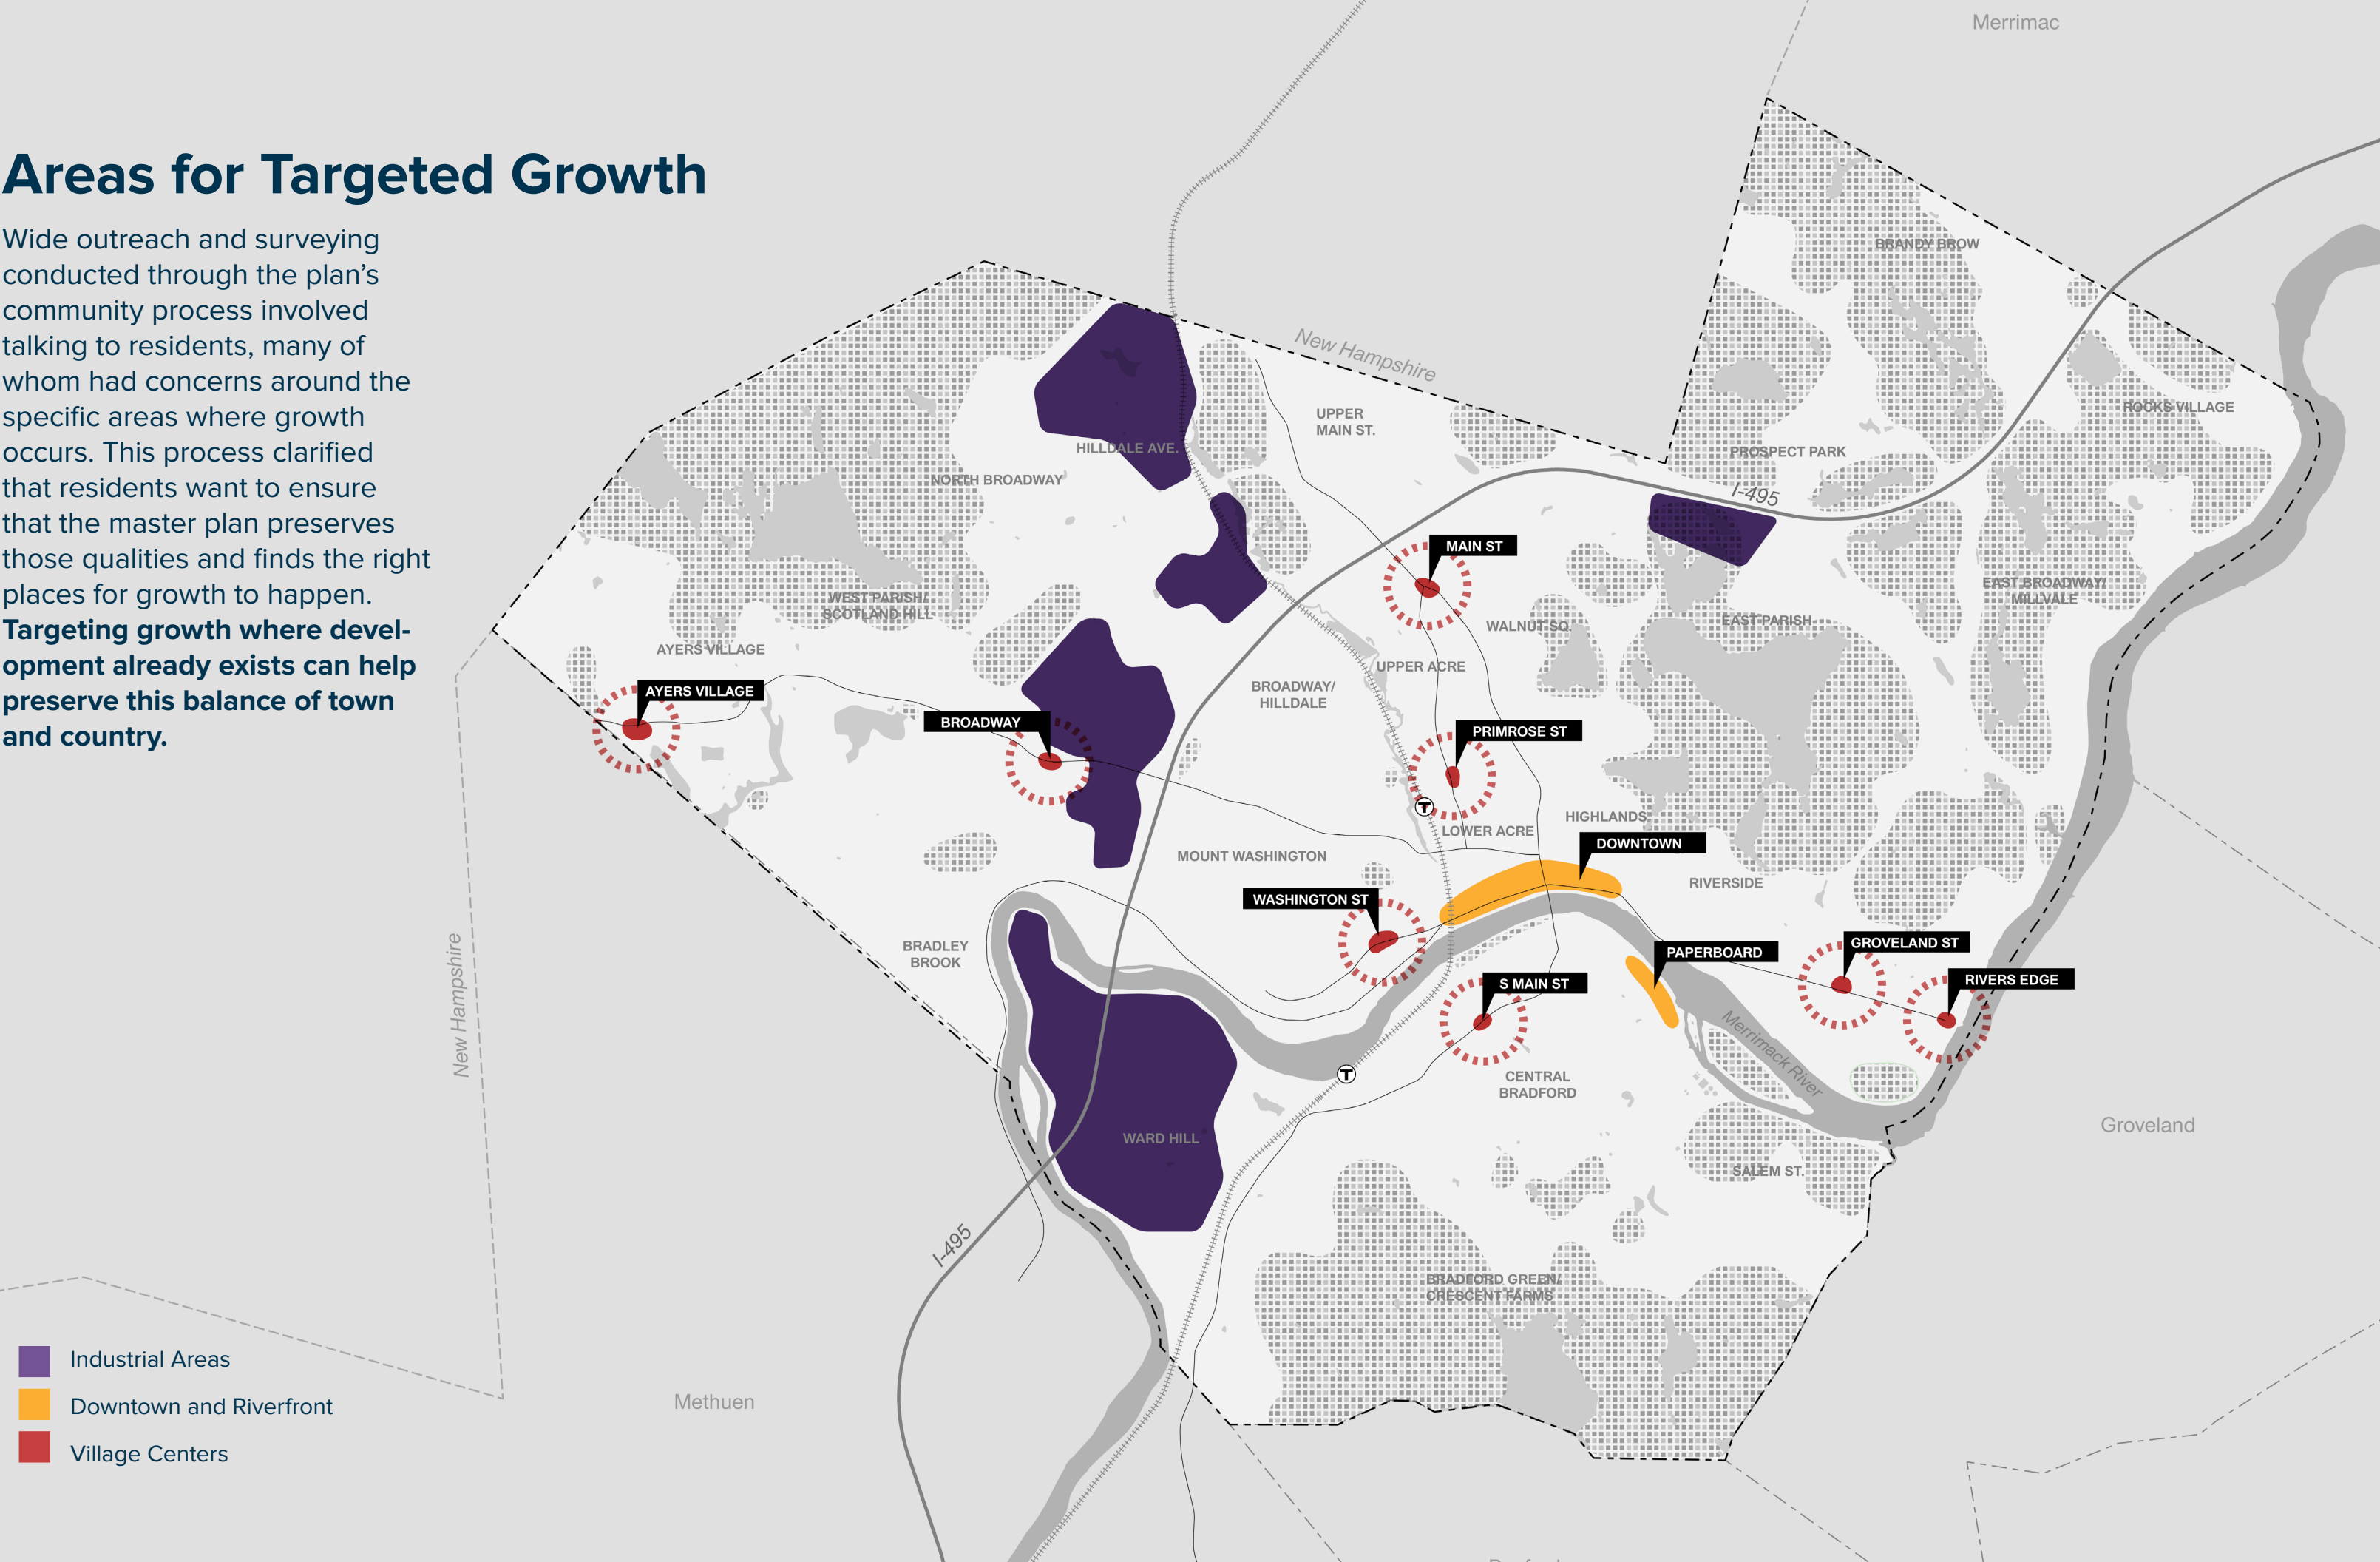 Areas for Targeted Growth
Wide outreach and surveying
conducted through the plan’s
community process involved
talking to residents, many of
whom had concerns around the
specific areas where growth
occurs. This process clarified
that residents want to ensure
that the master plan preserves
those qualities and finds the right
places for growth to happen.
Targeting growth where devel-
opment already exists can help
preserve this balance of town
and country.
Industrial Areas
Downtown and Riverfront
Village Centers
Merrimac
BRANDY BROW
New Hampshire
UPPER
MAIN ST.
ROCKS VILLAGE
HILLDALE AVE.
PROSPECT PARK
NORTH BROADWAY
I-495
MAIN ST
EAST BROADWAY/
MILLVALE
WEST PARISH/
SCOTLAND HILL
EAST PARISH
WALNUT SQ.
AYERS VILLAGE
UPPER ACRE
AYERS VILLAGE
BROADWAY/
HILLDALE
BROADWAY
PRIMROSE ST
T
HIGHLANDS
LOWER ACRE
DOWNTOWN
MOUNT WASHINGTON
RIVERSIDE
WASHINGTON ST
BRADLEY
BROOK
GROVELAND ST
PAPERBOARD
RIVERS EDGE
S MAIN ST
New Hampshire
Merrimack River
T
CENTRAL
BRADFORD
Groveland
WARD HILL
SALEM ST.
I-495
BRADFORD GREEN/
CRESCENT FARMS
Methuen